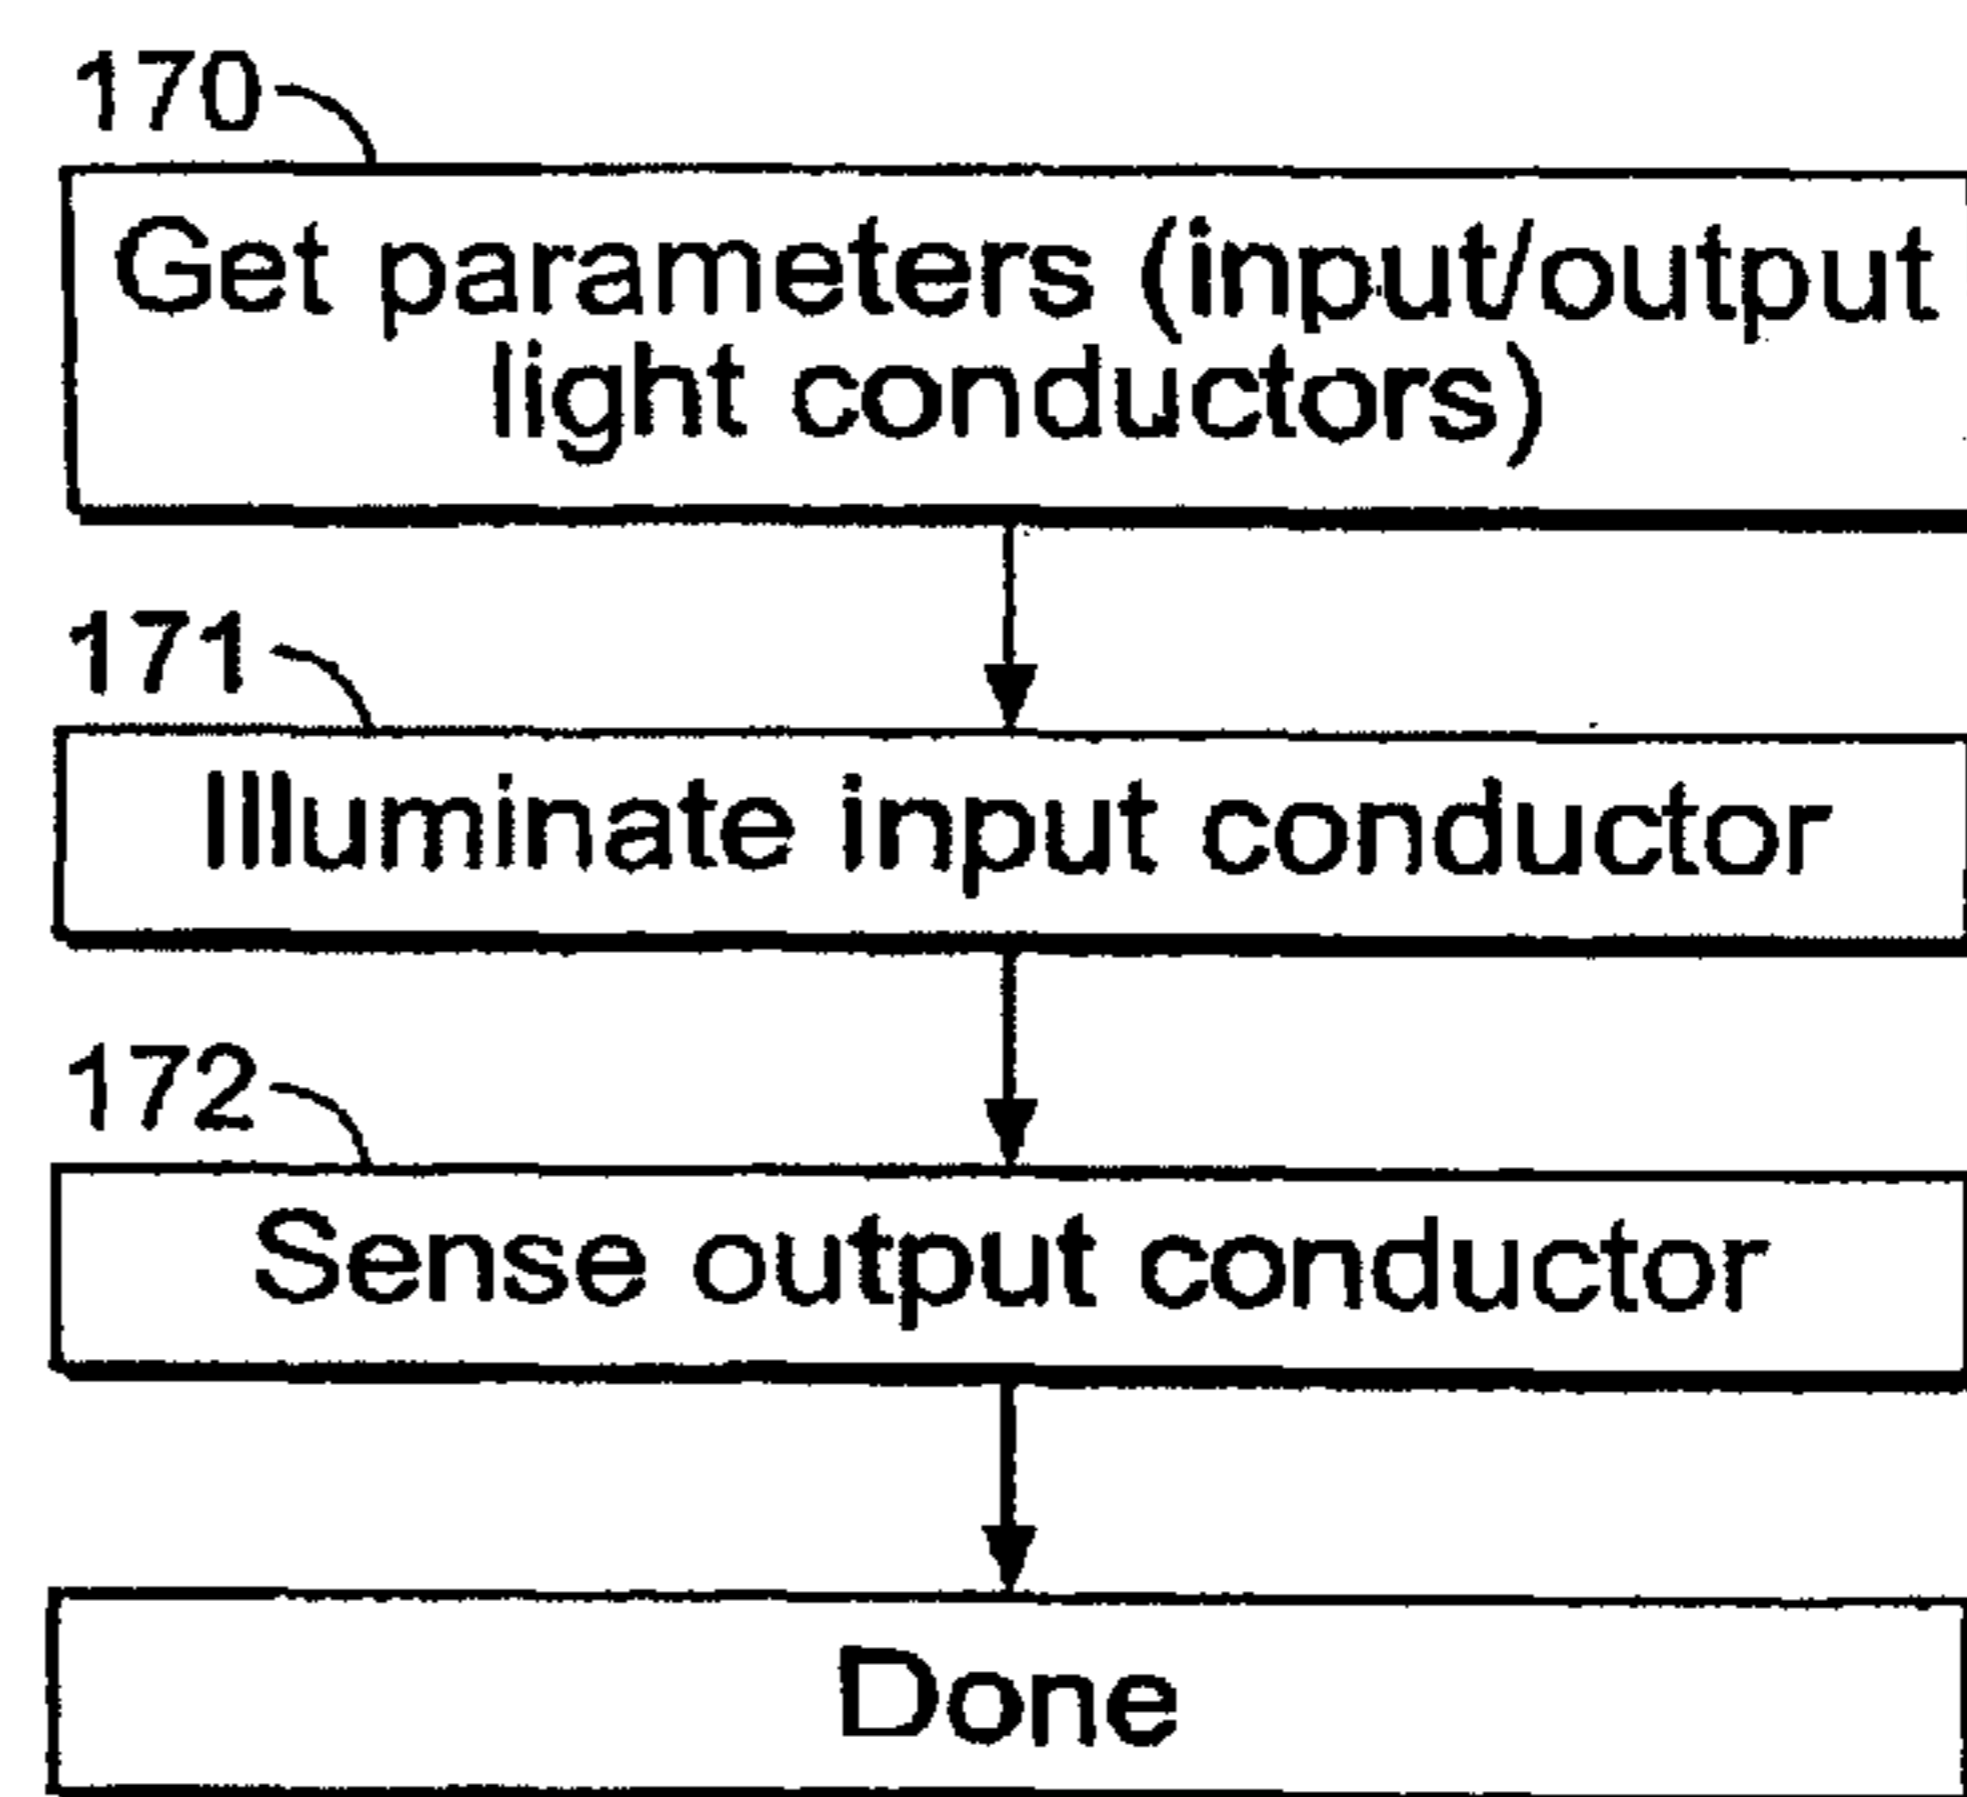 170
Get parameters (input/output
light conductors)
171
Illuminate input conductor
172
Sense output conductor
Done